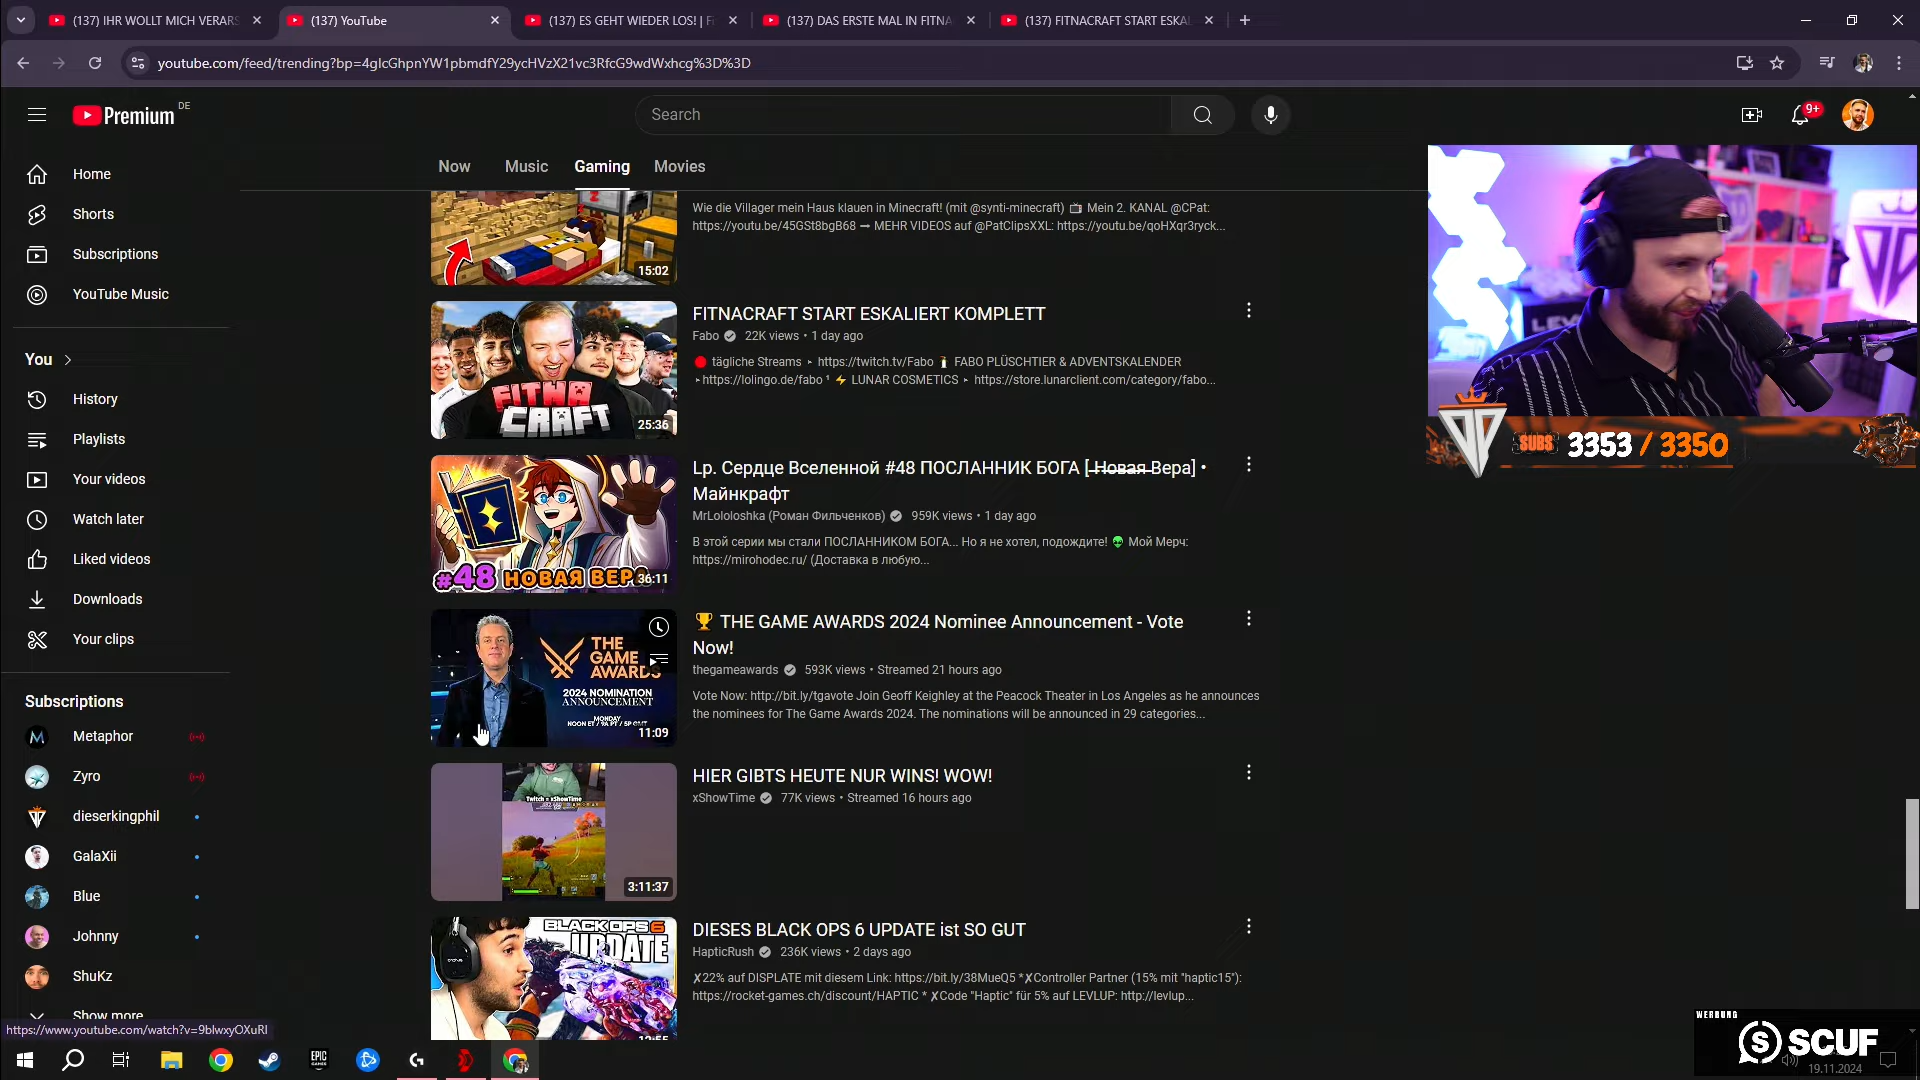 (137) IHR WOLLT MICH VERARS
(137) YouTube
(137) ES GEHT WIEDER LOS! | F
(137) DAS ERSTE MAL IN FITNA
(137) FITNACRAFT START ESKAL
youtube.com/feed/trending?bp=4gIcGhpnYW1pbmdfY29ycHVzX21vc3RfcG9wdWxhcg%3D%3D
Premium DE
Search
9+
Home
Shorts
Subscriptions
YouTube Music
You
History
Playlists
Your videos
Watch later
Liked videos
Downloads
Your clips
Subscriptions
Metaphor
Zyro
dieserkingphil
GalaXii
Blue
Johnny
ShuKz
Show more
Now Music Gaming Movies
15:02
Wie die Villager mein Haus klauen in Minecraft! (mit @synti-minecraft) 📺 Mein 2. KANAL @CPat:
https://youtu.be/45GSt8bgB68 ➞ MEHR VIDEOS auf @PatClipsXXL: https://youtu.be/qoHXqr3ryck...
FITNA
CRAFT
25:36
FITNACRAFT START ESKALIERT KOMPLETT
Fabo 22K views • 1 day ago
🔴 tägliche Streams ▸ https://twitch.tv/Fabo 🕯 FABO PLÜSCHTIER & ADVENTSKALENDER
▸https://lolingo.de/fabo ¹ ⚡ LUNAR COSMETICS ▸ https://store.lunarclient.com/category/fabo...
#48 НОВАЯ ВЕР
36:11
Lp. Сердце Вселенной #48 ПОСЛАННИК БОГА [ Новая Вера] •
Майнкрафт
MrLololoshka (Роман Фильченков) 959K views • 1 day ago
В этой серии мы стали ПОСЛАННИКОМ БОГА... Но я не хотел, подождите! 👽 Мой Мерч:
https://mirohodec.ru/ (Доставка в любую...
THE
GAME
AWARDS
2024 NOMINATION
ANNOUNCEMENT
MONDAY
NOON ET / 9A PT / 5P GMT
11:09
🏆 THE GAME AWARDS 2024 Nominee Announcement - Vote
Now!
thegameawards 593K views • Streamed 21 hours ago
Vote Now: http://bit.ly/tgavote Join Geoff Keighley at the Peacock Theater in Los Angeles as he announces
the nominees for The Game Awards 2024. The nominations will be announced in 29 categories...
Twitch = xShowTime
3:11:37
HIER GIBTS HEUTE NUR WINS! WOW!
xShowTime 77K views • Streamed 16 hours ago
BLACK OPS 6
UPDATE
DIESES BLACK OPS 6 UPDATE ist SO GUT
HapticRush 236K views • 2 days ago
✗22% auf DISPLATE mit diesem Link: https://bit.ly/38MueQ5 *✗Controller Partner (15% mit "haptic15"):
https://rocket-games.ch/discount/HAPTIC * ✗Code "Haptic" für 5% auf LEVLUP: http://levlup...
SUBS 3353 / 3350
https://www.youtube.com/watch?v=9blwxyOXuRI
EPIC
GAMES
WERBUNG
SCUF
19.11.2024